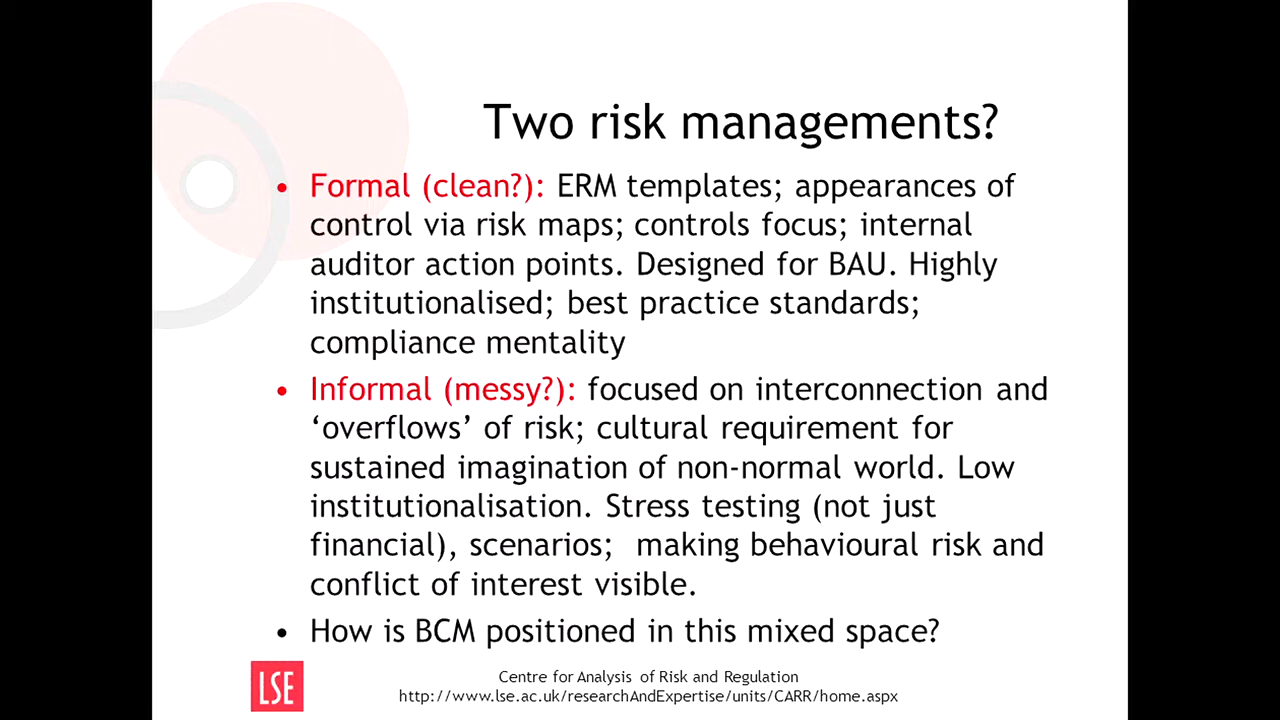 Two risk managements?
• Formal (clean?): ERM templates; appearances of
control via risk maps; controls focus; internal
auditor action points. Designed for BAU. Highly
institutionalised; best practice standards;
compliance mentality
• Informal (messy?): focused on interconnection and
‘overflows’ of risk; cultural requirement for
sustained imagination of non-normal world. Low
institutionalisation. Stress testing (not just
financial), scenarios;  making behavioural risk and
conflict of interest visible.
• How is BCM positioned in this mixed space?
LSE
Centre for Analysis of Risk and Regulation
http://www.lse.ac.uk/researchAndExpertise/units/CARR/home.aspx